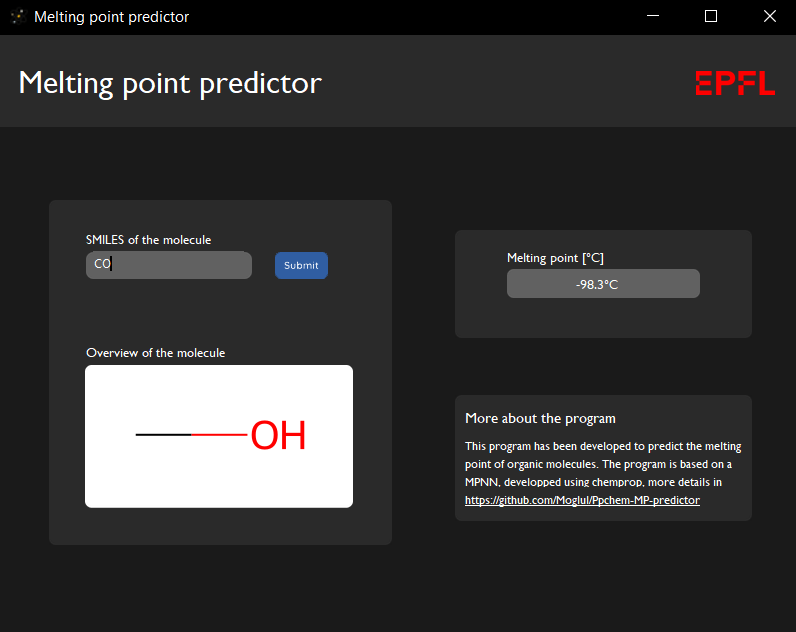 Melting point predictor
Melting point predictor
EPFL
SMILES of the molecule
CO
Submit
Overview of the molecule
OH
Melting point [°C]
-98.3°C
More about the program
This program has been developed to predict the melting
point of organic molecules. The program is based on a
MPNN, developped using chemprop, more details in
https://github.com/Moglul/Ppchem-MP-predictor